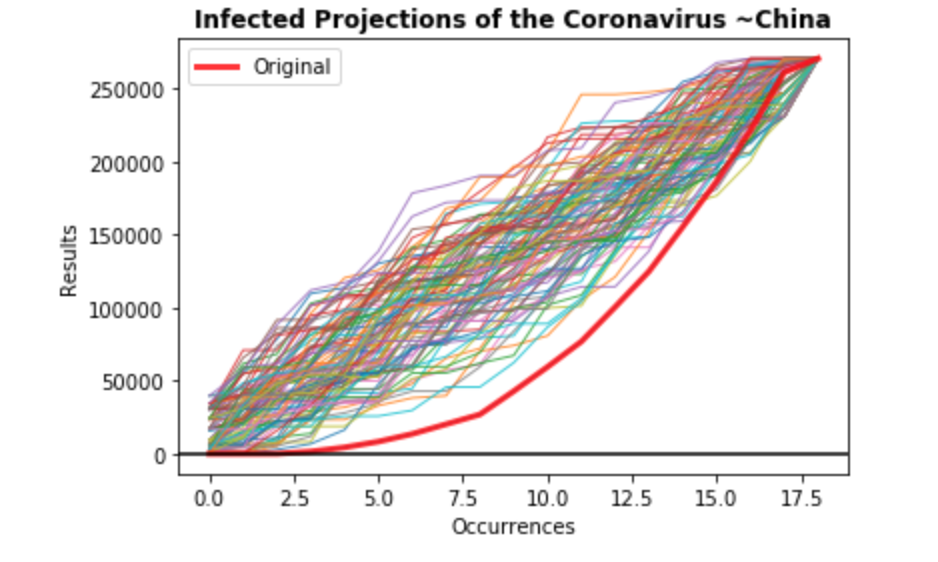 Infected Projections of the Coronavirus ~China
Original
250000
200000
150000
100000
50000
0
Results
0.0 2.5 5.0 7.5 10.0 12.5 15.0 17.5
Occurrences